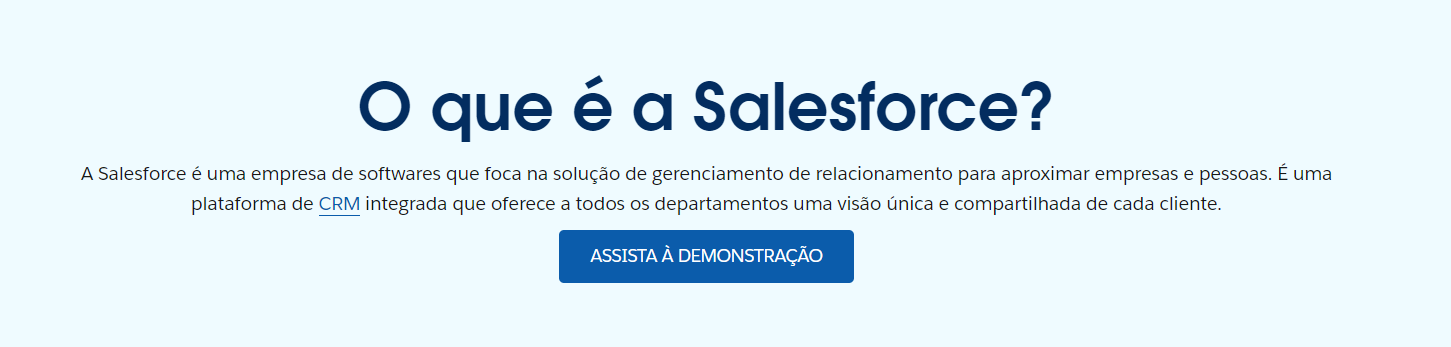 O que é a Salesforce?
A Salesforce é uma empresa de softwares que foca na solução de gerenciamento de relacionamento para aproximar empresas e pessoas. É uma
plataforma de CRM integrada que oferece a todos os departamentos uma visão única e compartilhada de cada cliente.
ASSISTA À DEMONSTRAÇÃO